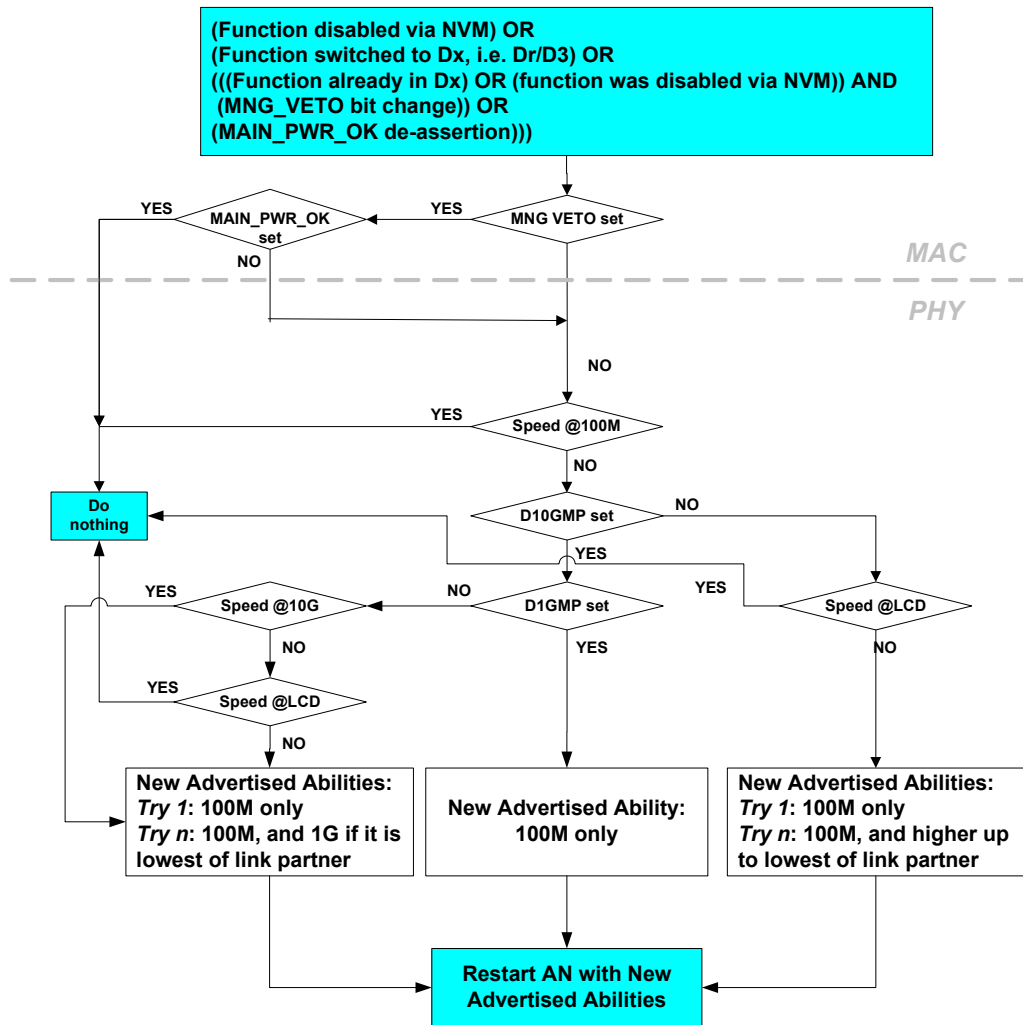 (Function disabled via NVM) OR
(Function switched to Dx, i.e. Dr/D3) OR
(((Function already in Dx) OR (function was disabled via NVM)) AND
(MNG_VETO bit change)) OR
(MAIN_PWR_OK de-assertion)))
YES
MAIN_PWR_OK
set
YES
MNG VETO set
NO
MAC
PHY
NO
YES
Speed @100M
NO
Do
nothing
D10GMP set
NO
YES
YES
Speed @10G
NO
D1GMP set
YES
Speed @LCD
NO
YES
NO
YES
Speed @LCD
NO
New Advertised Abilities:
Try 1: 100M only
Try n: 100M, and 1G if it is
lowest of link partner
New Advertised Ability:
100M only
New Advertised Abilities:
Try 1: 100M only
Try n: 100M, and higher up
to lowest of link partner
Restart AN with New
Advertised Abilities